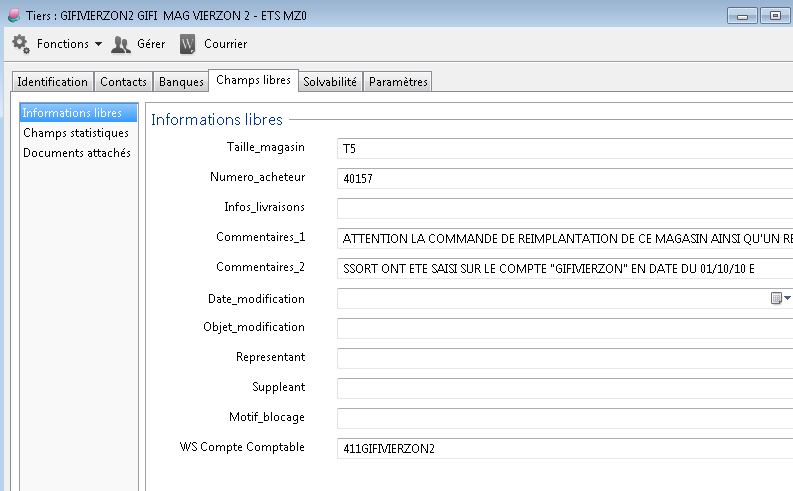 Tiers : GIFIVIERZON2 GIFI MAG VIERZON 2 - ETS MZ0
Fonctions Gérer Courrier
Identification Contacts Banques Champs libres Solvabilité Paramètres
Informations libres
Champs statistiques
Documents attachés
Informations libres
Taille_magasin T5
Numero_acheteur 40157
Infos_livraisons
Commentaires_1 ATTENTION LA COMMANDE DE REIMPLANTATION DE CE MAGASIN AINSI QU'UN RE
Commentaires_2 SSORT ONT ETE SAISI SUR LE COMPTE "GIFIVIERZON" EN DATE DU 01/10/10 E
Date_modification
Objet_modification
Representant
Suppleant
Motif_blocage
WS Compte Comptable 411GIFIVIERZON2